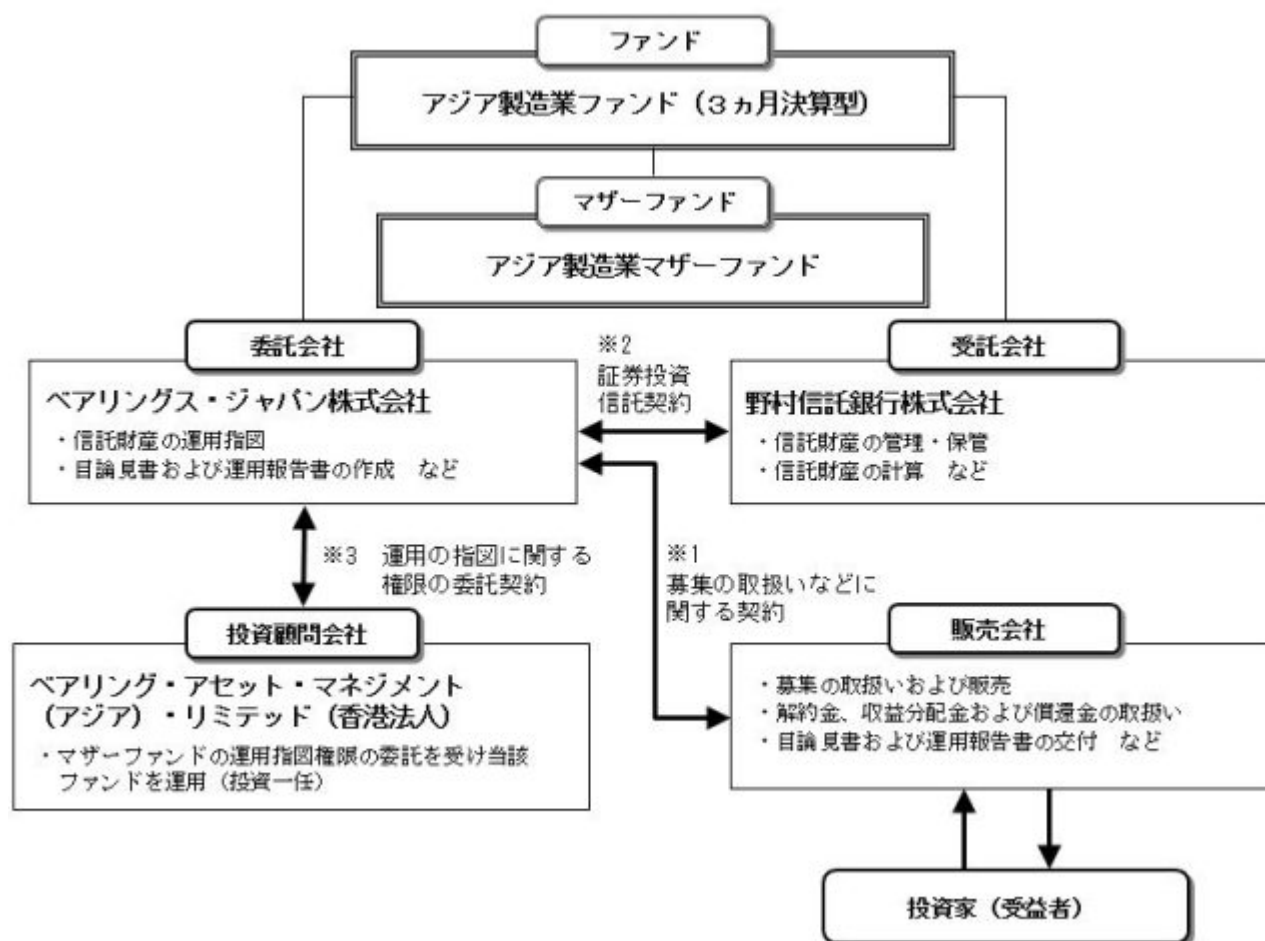 ファンド
アジア製造業ファンド（３ヵ月決算型）
マザーファンド
アジア製造業マザーファンド
委託会社
ベアリングス・ジャパン株式会社
・信託財産の運用指図
・目論見書および運用報告書の作成　など
※2
証券投資
信託契約
受託会社
野村信託銀行株式会社
・信託財産の管理・保管
・信託財産の計算　など
※3　運用の指図に関する
権限の委託契約
※1
募集の取扱いなどに
関する契約
投資顧問会社
ベアリング・アセット・マネジメント
（アジア）・リミテッド（香港法人）
・マザーファンドの運用指図権限の委託を受け当該
ファンドを運用（投資一任）
販売会社
・募集の取扱いおよび販売
・解約金、収益分配金および償還金の取扱い
・目論見書および運用報告書の交付　など
投資家（受益者）